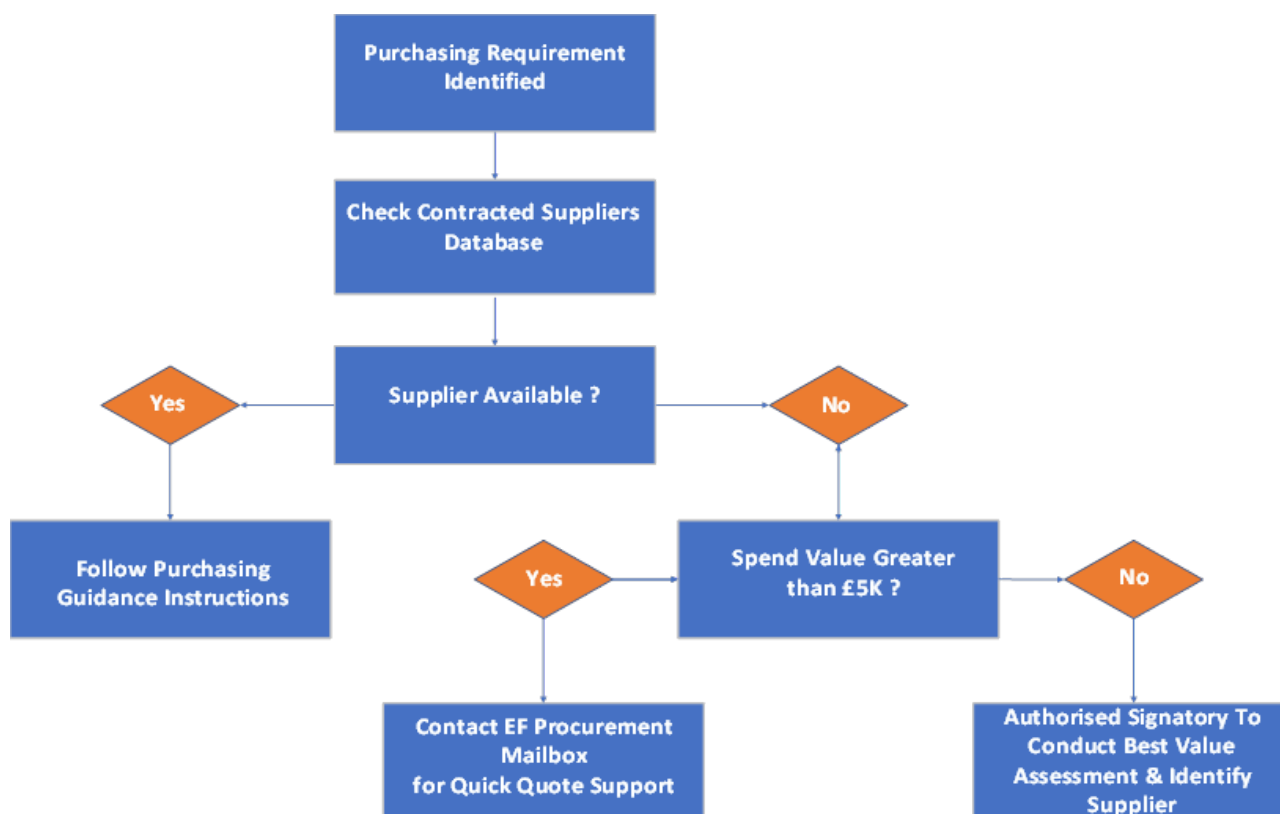 Purchasing Requirement
Identified
Check Contracted Suppliers
Database
Supplier Available ?
Yes
No
Follow Purchasing
Guidance Instructions
Yes
Spend Value Greater
than £5K ?
No
Contact EF Procurement
Mailbox
for Quick Quote Support
Authorised Signatory To
Conduct Best Value
Assessment & Identify
Supplier